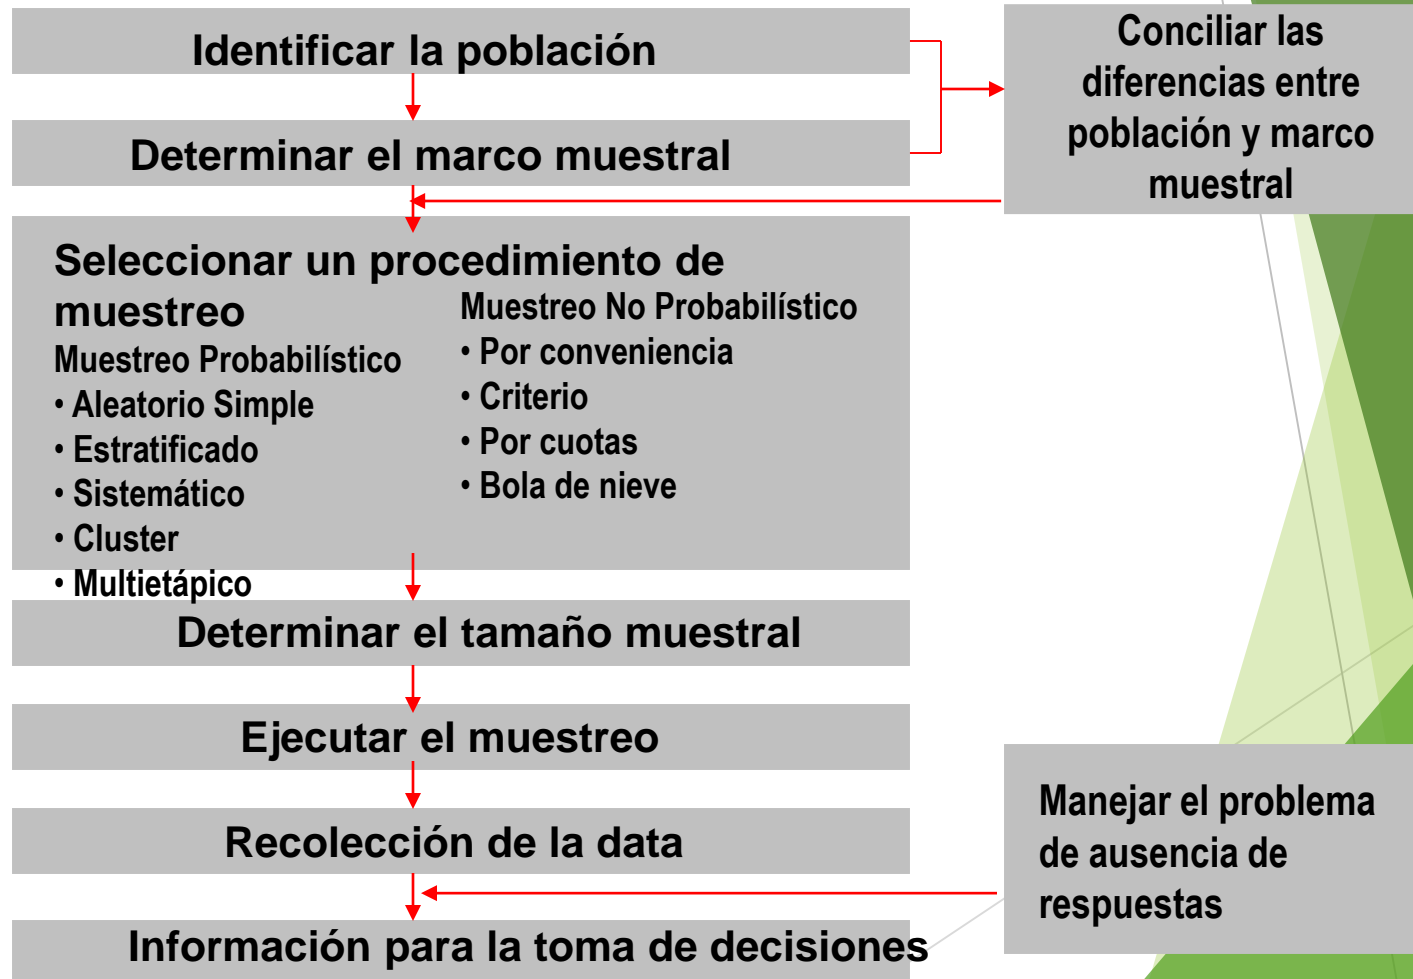 Identificar la población
Conciliar las
diferencias entre
población y marco
muestral
Determinar el marco muestral
Seleccionar un procedimiento de
muestreo
Muestreo Probabilístico
• Aleatorio Simple
• Estratificado
• Sistemático
• Cluster
• Multietápico
Muestreo No Probabilístico
• Por conveniencia
• Criterio
• Por cuotas
• Bola de nieve
Determinar el tamaño muestral
Ejecutar el muestreo
Recolección de la data
Manejar el problema
de ausencia de
respuestas
Información para la toma de decisiones